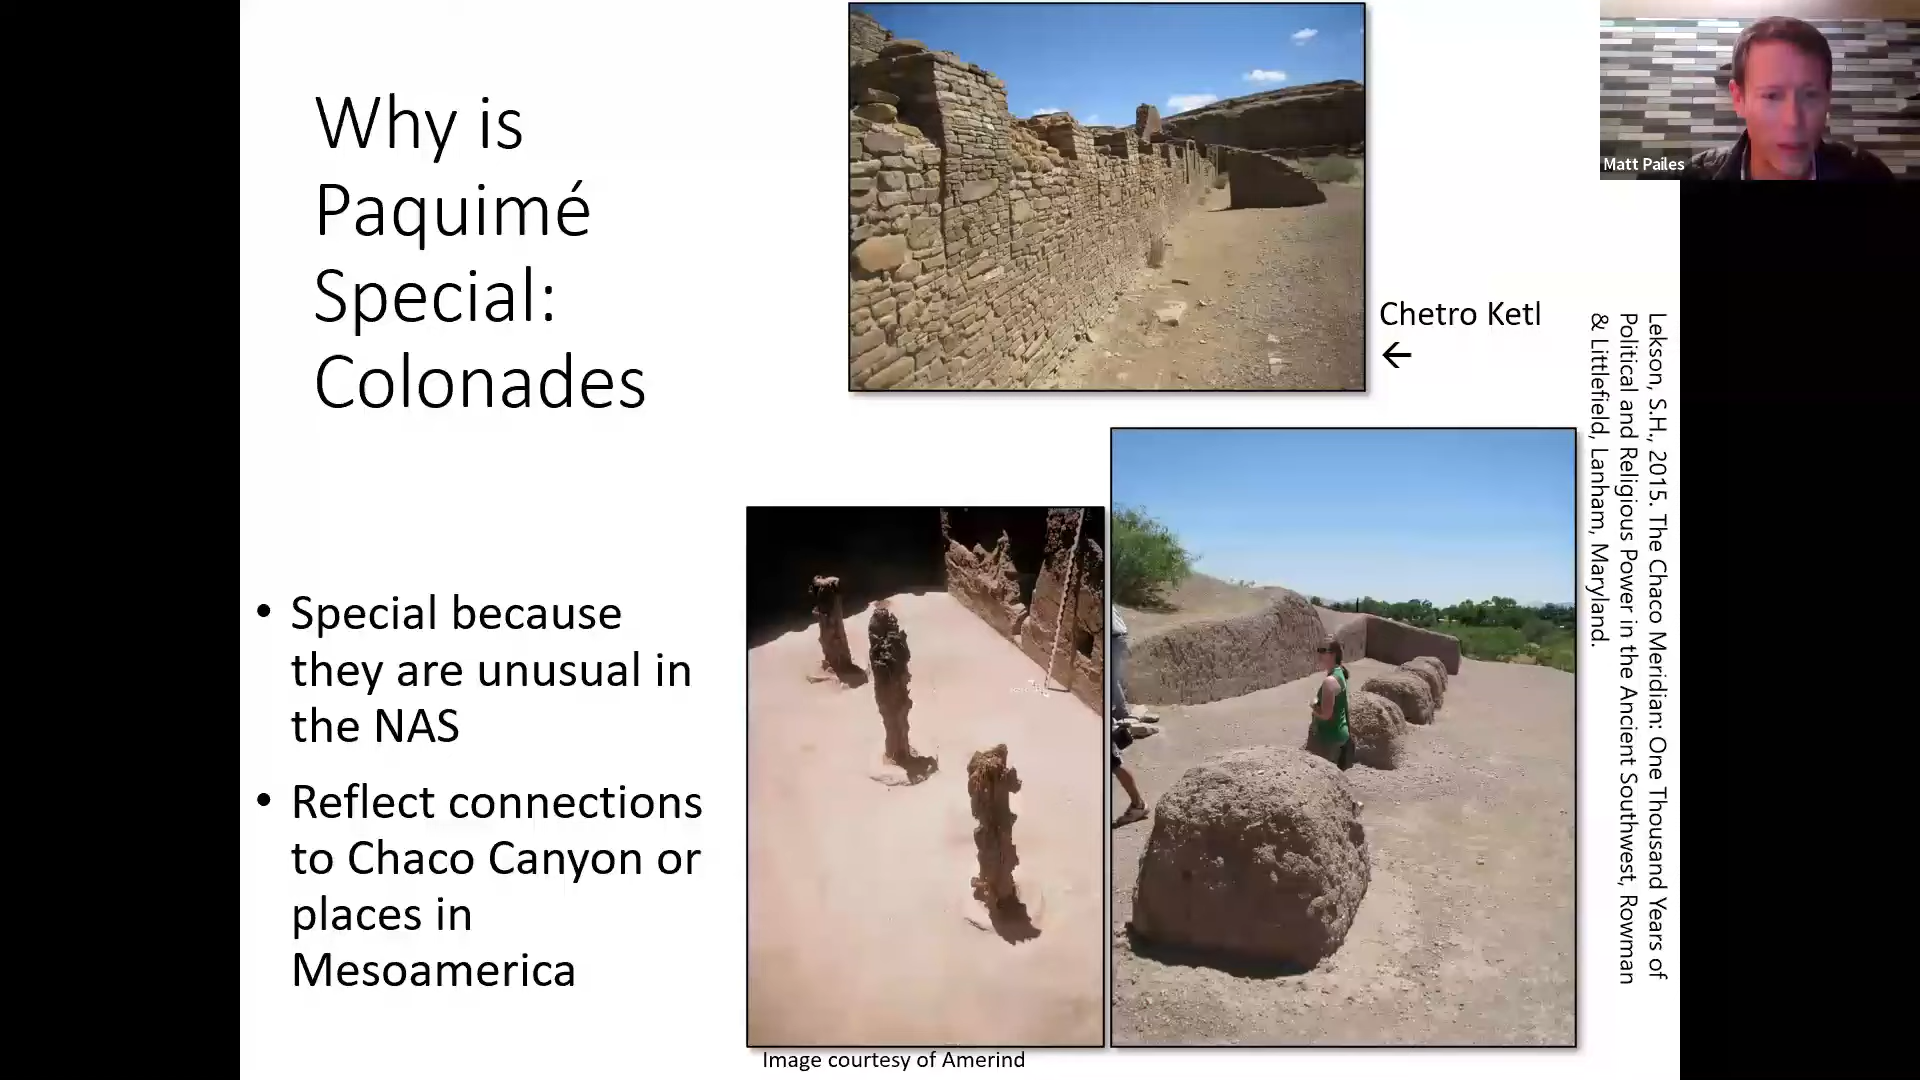 Why is
Paquimé
Special:
Colonades
• Special because
they are unusual in
the NAS
• Reflect connections
to Chaco Canyon or
places in
Mesoamerica
Chetro Ketl
←
Image courtesy of Amerind
Lekson, S.H., 2015. The Chaco Meridian: One Thousand Years of
Political and Religious Power in the Ancient Southwest, Rowman
& Littlefield, Lanham, Maryland.
Matt Pailes